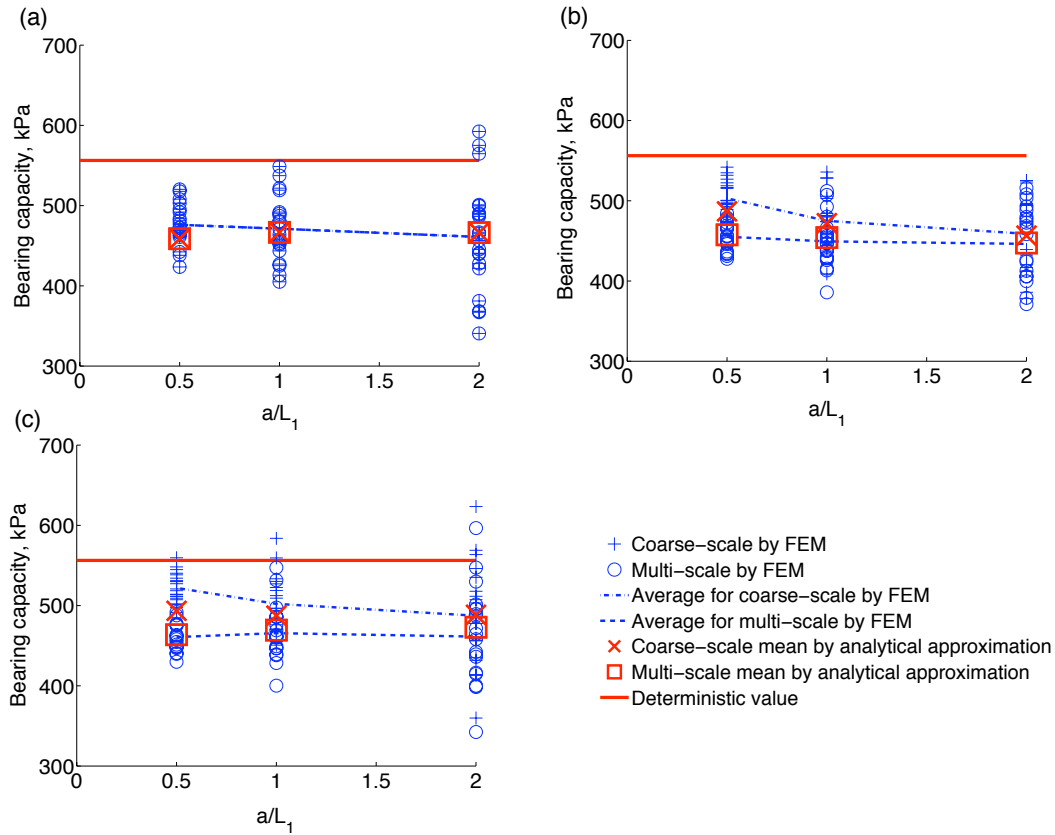 (a)
700
600
500
400
300
0
0.5
1
1.5
2
Bearing capacity, kPa
a/L1
(b)
700
600
500
400
300
0
0.5
1
1.5
2
Bearing capacity, kPa
a/L1
(c)
700
600
500
400
300
0
0.5
1
1.5
2
Bearing capacity, kPa
a/L1
Coarse−scale by FEM
Multi−scale by FEM
Average for coarse−scale by FEM
Average for multi−scale by FEM
Coarse−scale mean by analytical approximation
Multi−scale mean by analytical approximation
Deterministic value